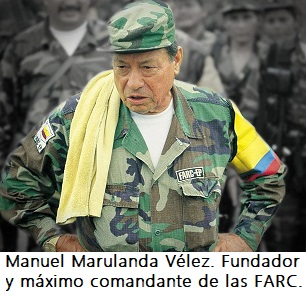 FARC-EP
Manuel Marulanda Vélez. Fundador
y máximo comandante de las FARC.